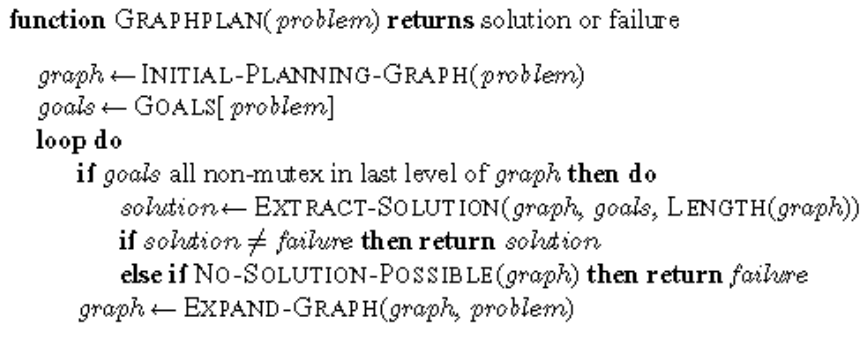 function GRAPHPLAN(problem) returns solution or failure
graph ← INITIAL-PLANNING-GRAPH(problem)
goals ← GOALS[problem]
loop do
if goals all non-mutex in last level of graph then do
solution ← EXTRACT-SOLUTION(graph, goals, LENGTH(graph))
if solution ≠ failure then return solution
else if NO-SOLUTION-POSSIBLE(graph) then return failure
graph ← EXPAND-GRAPH(graph, problem)